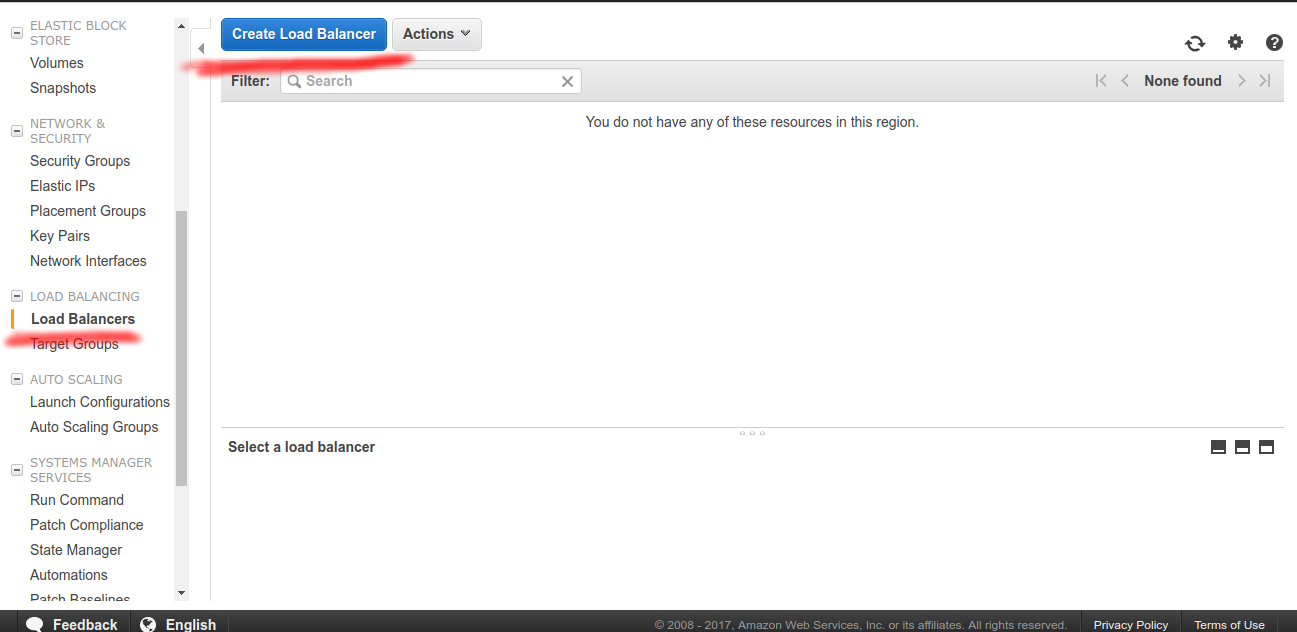 ELASTIC BLOCK
STORE
Volumes
Snapshots
NETWORK &
SECURITY
Security Groups
Elastic IPs
Placement Groups
Key Pairs
Network Interfaces
LOAD BALANCING
Load Balancers
Target Groups
AUTO SCALING
Launch Configurations
Auto Scaling Groups
SYSTEMS MANAGER
SERVICES
Run Command
Patch Compliance
State Manager
Automations
Patch Baselines
Create Load Balancer Actions
Filter: Search None found
You do not have any of these resources in this region.
Select a load balancer
Feedback English © 2008 - 2017, Amazon Web Services, Inc. or its affiliates. All rights reserved. Privacy Policy Terms of Use